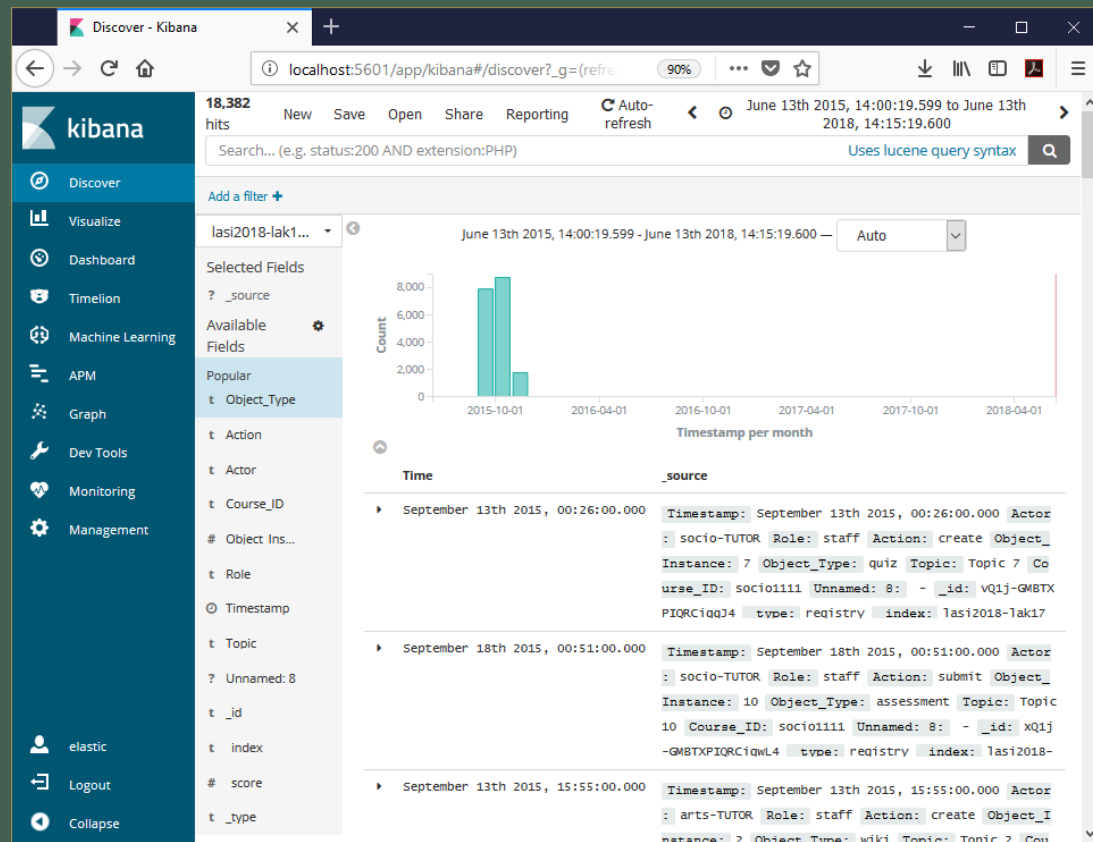 Discover - Kibana
localhost:5601/app/kibana#/discover?_g=(refre
90%
kibana
Discover
Visualize
Dashboard
Timelion
Machine Learning
APM
Graph
Dev Tools
Monitoring
Management
elastic
Logout
Collapse
18,382
hits
New Save Open Share Reporting
Auto-
refresh
June 13th 2015, 14:00:19.599 to June 13th
2018, 14:15:19.600
Search... (e.g. status:200 AND extension:PHP)
Uses lucene query syntax
Add a filter +
lasi2018-lak1...
Selected Fields
? _source
Available
Fields
Popular
t Object_Type
t Action
t Actor
t Course_ID
# Object Ins...
t Role
Timestamp
t Topic
? Unnamed: 8
t _id
t _index
# _score
t _type
June 13th 2015, 14:00:19.599 - June 13th 2018, 14:15:19.600 —
Auto
Count
8,000
6,000
4,000
2,000
0
2015-10-01 2016-04-01 2016-10-01 2017-04-01 2017-10-01 2018-04-01
Timestamp per month
Time _source
September 13th 2015, 00:26:00.000
Timestamp: September 13th 2015, 00:26:00.000 Actor
: socio-TUTOR Role: staff Action: create Object_
Instance: 7 Object_Type: quiz Topic: Topic 7 Co
urse_ID: socio1111 Unnamed: 8: - _id: vQ1j-GMBTX
PIQRCiqqJ4 _type: registry _index: lasi2018-lak17
September 18th 2015, 00:51:00.000
Timestamp: September 18th 2015, 00:51:00.000 Actor
: socio-TUTOR Role: staff Action: submit Object_
Instance: 10 Object_Type: assessment Topic: Topic
10 Course_ID: socio1111 Unnamed: 8: - _id: xQ1j
-GMBTXPIQRCiqwL4 _type: registry _index: lasi2018-
September 13th 2015, 15:55:00.000
Timestamp: September 13th 2015, 15:55:00.000 Actor
: arts-TUTOR Role: staff Action: create Object_I
nstance: 2 Object_Type: wiki Topic: Topic 2 Cou